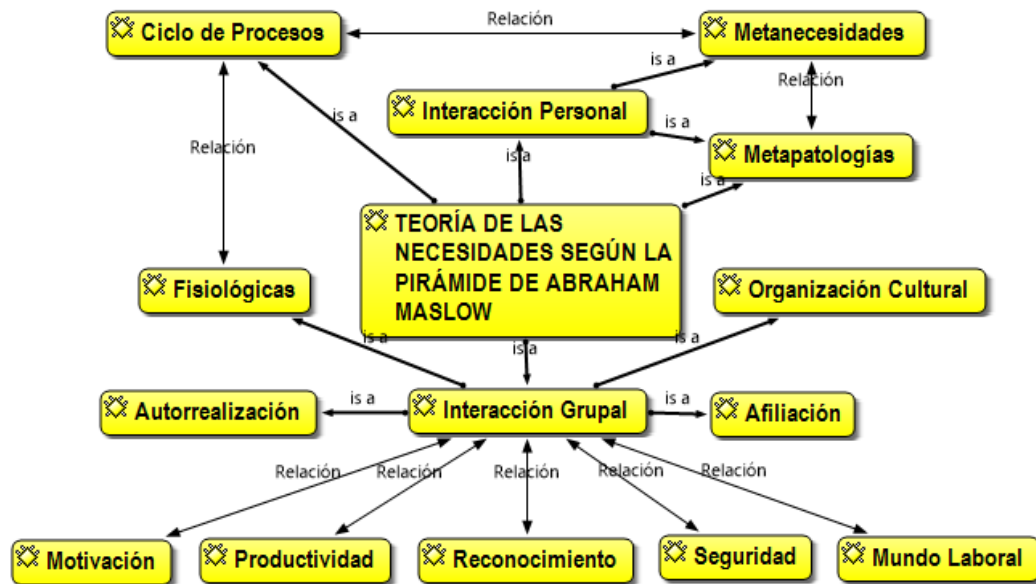 Relación
Ciclo de Procesos
Metanecesidades
is a
Relación
Interacción Personal
is a
is a
Relación
is a
Metapatologías
is a
TEORÍA DE LAS
NECESIDADES SEGÚN LA
PIRÁMIDE DE ABRAHAM
MASLOW
Fisiológicas
Organización Cultural
is a
is a
is a
Autorrealización
is a
Interacción Grupal
is a
Afiliación
Relación
Relación
Relación
Relación
Relación
Motivación
Productividad
Reconocimiento
Seguridad
Mundo Laboral